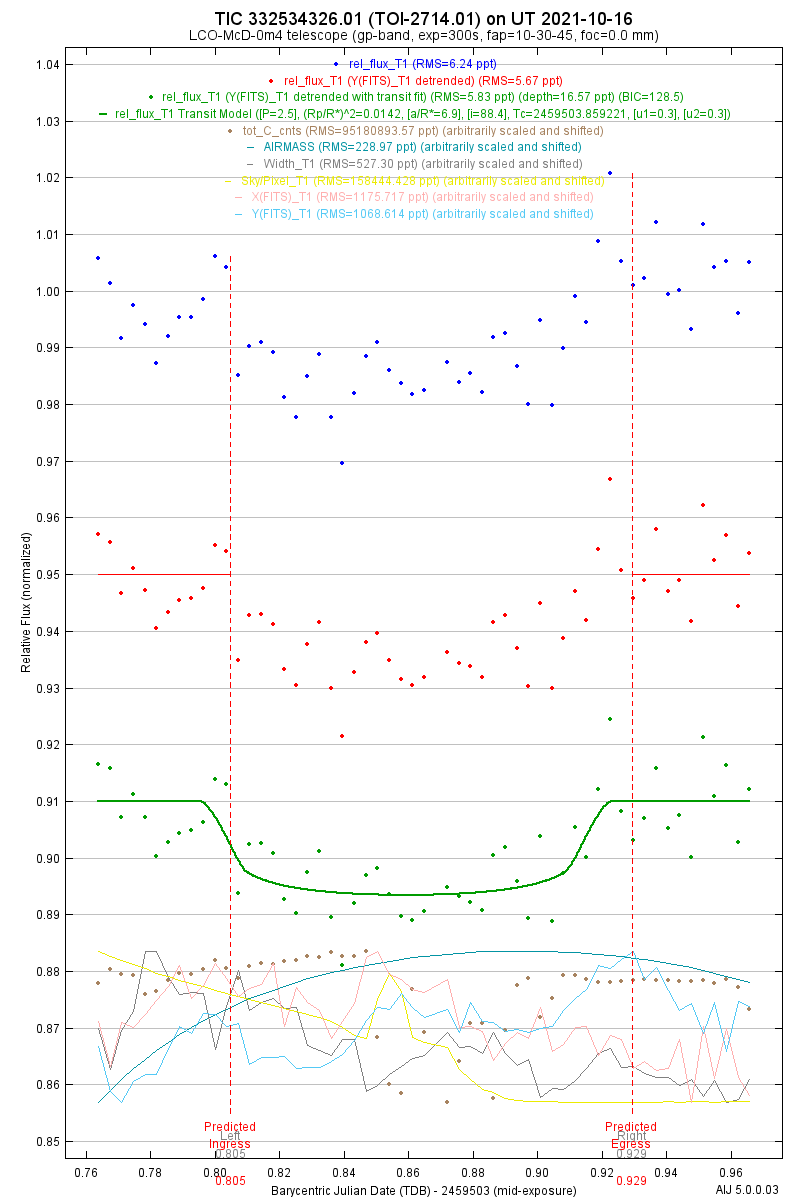 TIC 332534326.01 (TOI-2714.01) on UT 2021-10-16
LCO-McD-0m4 telescope (gp-band, exp=300s, fap=10-30-45, foc=0.0 mm)
rel_flux_T1 (RMS=6.24 ppt)
rel_flux_T1 (Y(FITS)_T1 detrended) (RMS=5.67 ppt)
rel_flux_T1 (Y(FITS)_T1 detrended with transit fit) (RMS=5.83 ppt) (depth=16.57 ppt) (BIC=128.5)
rel_flux_T1 Transit Model ([P=2.5], (Rp/R*)^2=0.0142, [a/R*=6.9], [i=88.4], Tc=2459503.859221, [u1=0.3], [u2=0.3])
tot_C_cnts (RMS=95180893.57 ppt) (arbitrarily scaled and shifted)
AIRMASS (RMS=228.97 ppt) (arbitrarily scaled and shifted)
Width_T1 (RMS=527.30 ppt) (arbitrarily scaled and shifted)
Sky/Pixel_T1 (RMS=158444.428 ppt) (arbitrarily scaled and shifted)
X(FITS)_T1 (RMS=1175.717 ppt) (arbitrarily scaled and shifted)
Y(FITS)_T1 (RMS=1068.614 ppt) (arbitrarily scaled and shifted)
Relative Flux (normalized)
1.04
1.03
1.02
1.01
1.00
0.99
0.98
0.97
0.96
0.95
0.94
0.93
0.92
0.91
0.90
0.89
0.88
0.87
0.86
0.85
Predicted
Left
Ingress
0.805
Predicted
Right
Egress
0.929
0.76
0.78
0.80
0.82
0.84
0.86
0.88
0.90
0.92
0.94
0.96
0.805
0.929
Barycentric Julian Date (TDB) - 2459503 (mid-exposure)
AIJ 5.0.0.03